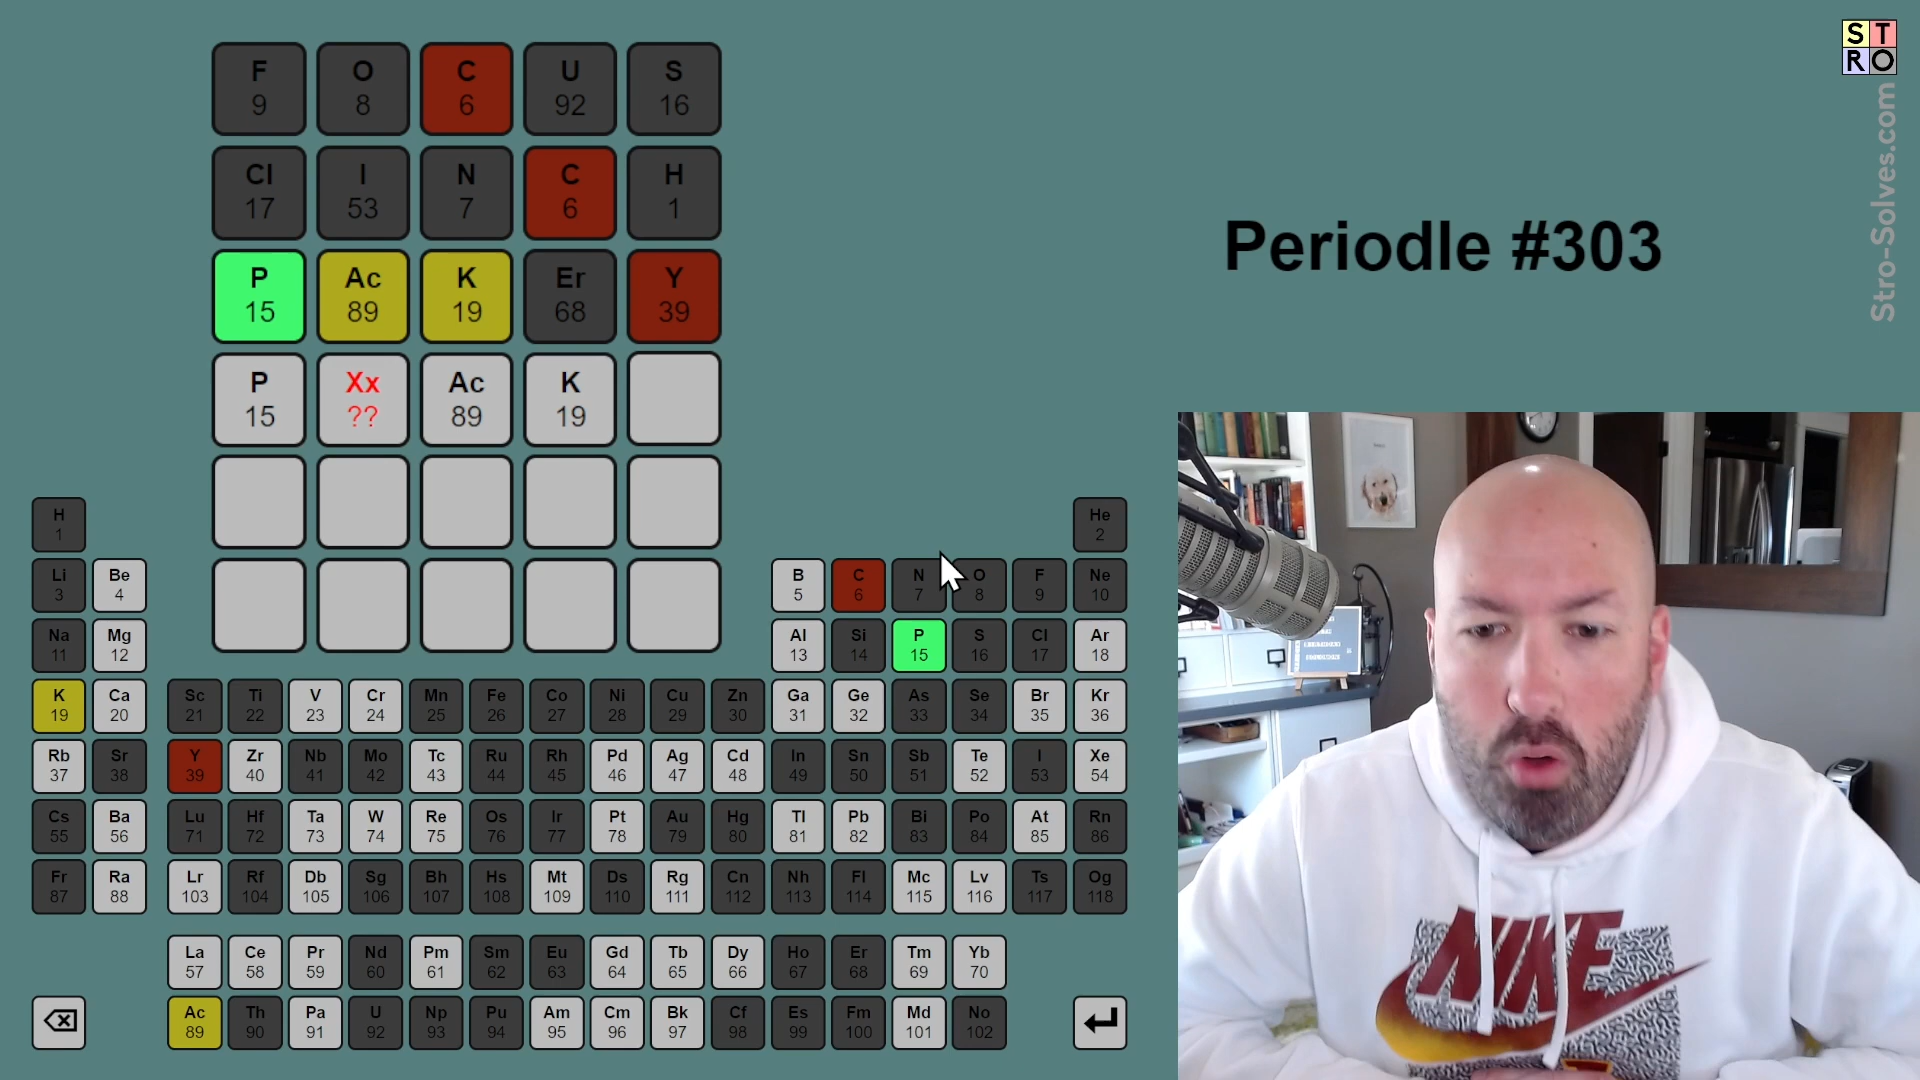 S T
R O
Stro-Solves.com
F O C U S
9 8 6 92 16
Cl I N C H
17 53 7 6 1
P Ac K Er Y
15 89 19 68 39
P Xx Ac K
15 ?? 89 19
Periodle #303
H He
1 2
Li Be B C N O F Ne
3 4 5 6 7 8 9 10
Na Mg Al Si P S Cl Ar
11 12 13 14 15 16 17 18
K Ca Sc Ti V Cr Mn Fe Co Ni Cu Zn Ga Ge As Se Br Kr
19 20 21 22 23 24 25 26 27 28 29 30 31 32 33 34 35 36
Rb Sr Y Zr Nb Mo Tc Ru Rh Pd Ag Cd In Sn Sb Te I Xe
37 38 39 40 41 42 43 44 45 46 47 48 49 50 51 52 53 54
Cs Ba Lu Hf Ta W Re Os Ir Pt Au Hg Tl Pb Bi Po At Rn
55 56 71 72 73 74 75 76 77 78 79 80 81 82 83 84 85 86
Fr Ra Lr Rf Db Sg Bh Hs Mt Ds Rg Cn Nh Fl Mc Lv Ts Og
87 88 103 104 105 106 107 108 109 110 111 112 113 114 115 116 117 118
La Ce Pr Nd Pm Sm Eu Gd Tb Dy Ho Er Tm Yb
57 58 59 60 61 62 63 64 65 66 67 68 69 70
Ac Th Pa U Np Pu Am Cm Bk Cf Es Fm Md No
89 90 91 92 93 94 95 96 97 98 99 100 101 102
NIKE